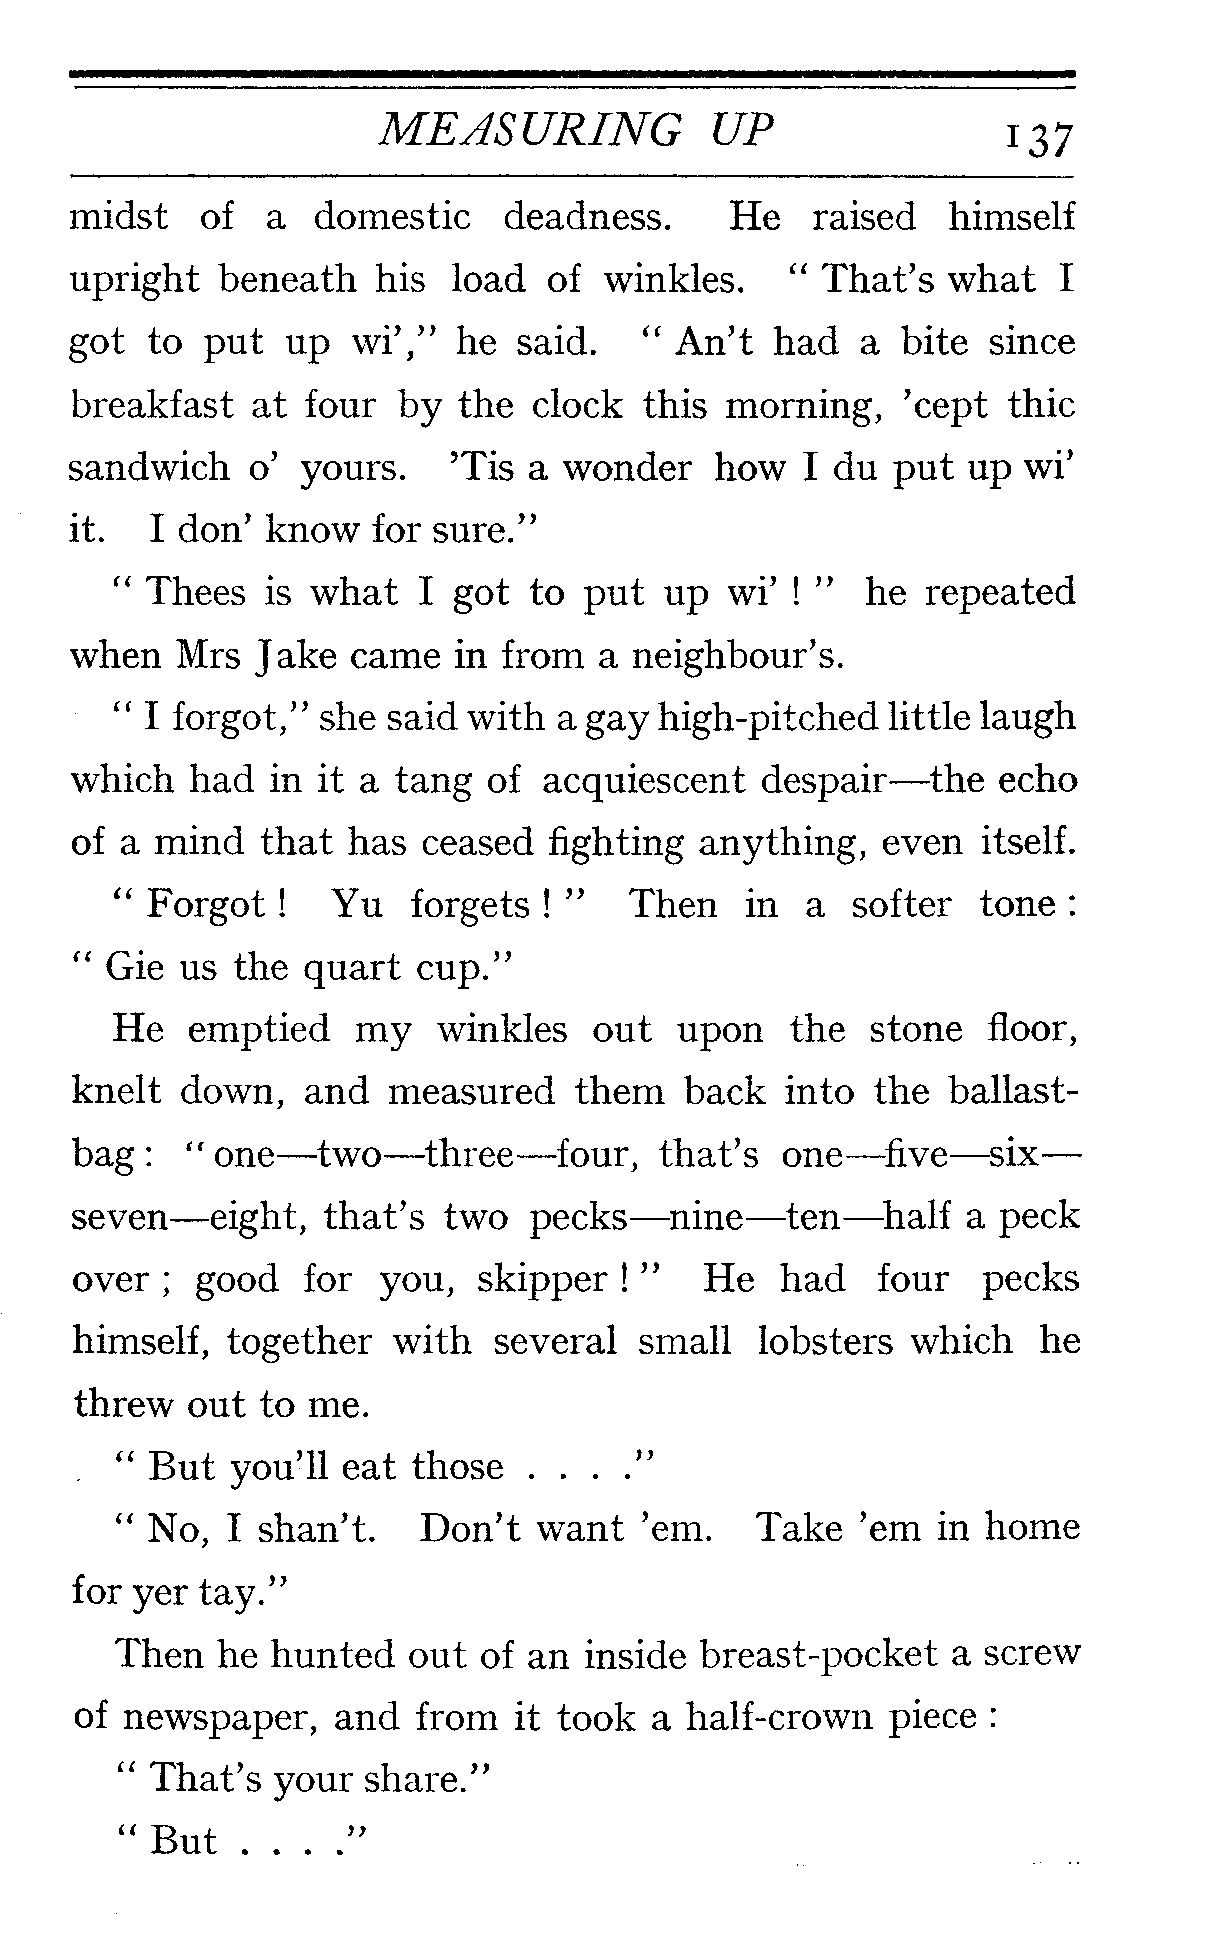 MEASURING UP 137
midst of a domestic deadness. He raised himself
upright beneath his load of winkles. “ That’s what I
got to put up wi’,” he said. “ An’t had a bite since
breakfast at four by the clock this morning, ’cept thic
sandwich o’ yours. ’Tis a wonder how I du put up wi’
it. I don’ know for sure.”
“ Thees is what I got to put up wi’ ! ” he repeated
when Mrs Jake came in from a neighbour’s.
“ I forgot,” she said with a gay high-pitched little laugh
which had in it a tang of acquiescent despair—the echo
of a mind that has ceased fighting anything, even itself.
“ Forgot ! Yu forgets ! ” Then in a softer tone :
“ Gie us the quart cup.”
He emptied my winkles out upon the stone floor,
knelt down, and measured them back into the ballast-
bag : “ one—two—three—four, that’s one—five—six—
seven—eight, that’s two pecks—nine—ten—half a peck
over ; good for you, skipper ! ” He had four pecks
himself, together with several small lobsters which he
threw out to me.
“ But you’ll eat those . . . .”
“ No, I shan’t. Don’t want ’em. Take ’em in home
for yer tay.”
Then he hunted out of an inside breast-pocket a screw
of newspaper, and from it took a half-crown piece :
“ That’s your share.”
“ But . . . .”